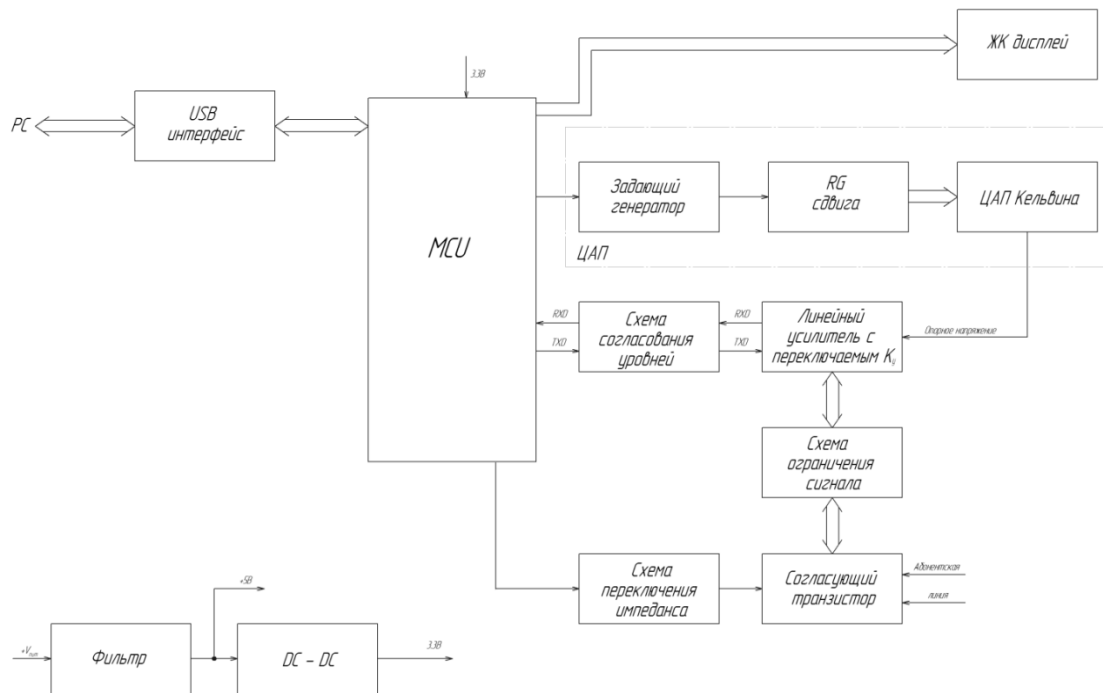 ЖК дисплей
3.3В
USB
интерфейс
PC
Задающий
генератор
RG
сдвига
ЦАП Кельвина
MCU
ЦАП
RXD
TXD
Схема
согласования
уровней
RXD
TXD
Линейный
усилитель с
переключаемым Kу
Опорное напряжение
Схема
ограничения
сигнала
Схема
переключения
импеданса
Согласующий
транзистор
Абонентская
линия
+5В
+Vпит
Фильтр
DC – DC
3.3В